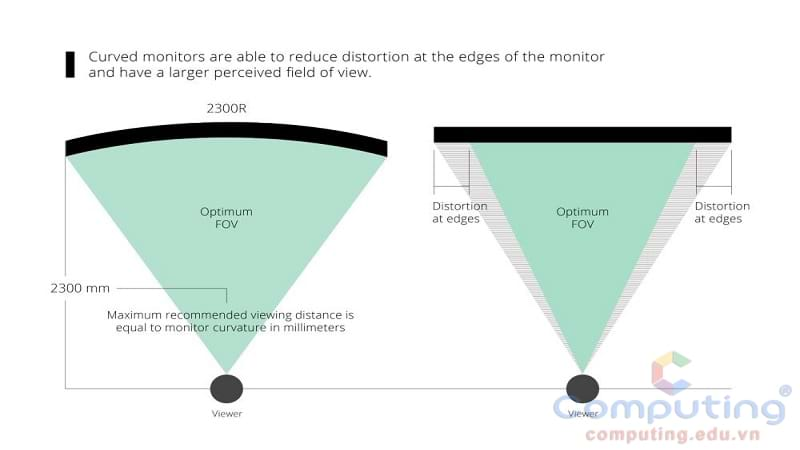 Curved monitors are able to reduce distortion at the edges of the monitor
and have a larger perceived field of view.
2300R
Optimum
FOV
2300 mm
Maximum recommended viewing distance is
equal to monitor curvature in millimeters
Viewer
Distortion
at edges
Optimum
FOV
Distortion
at edges
Viewer
Computing®
computing.edu.vn